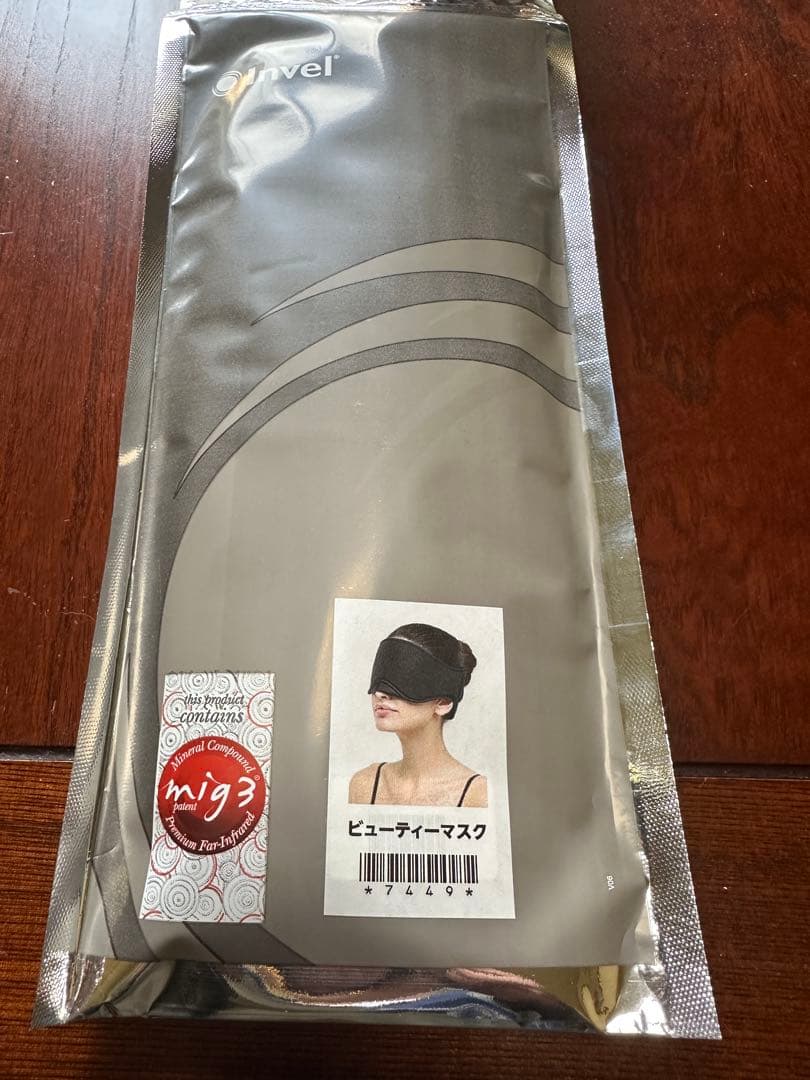 Invel®
this product
contains
Mineral Compound
mig3©
patent
Premium Far-Infrared
ビューティーマスク
*7449*
V06